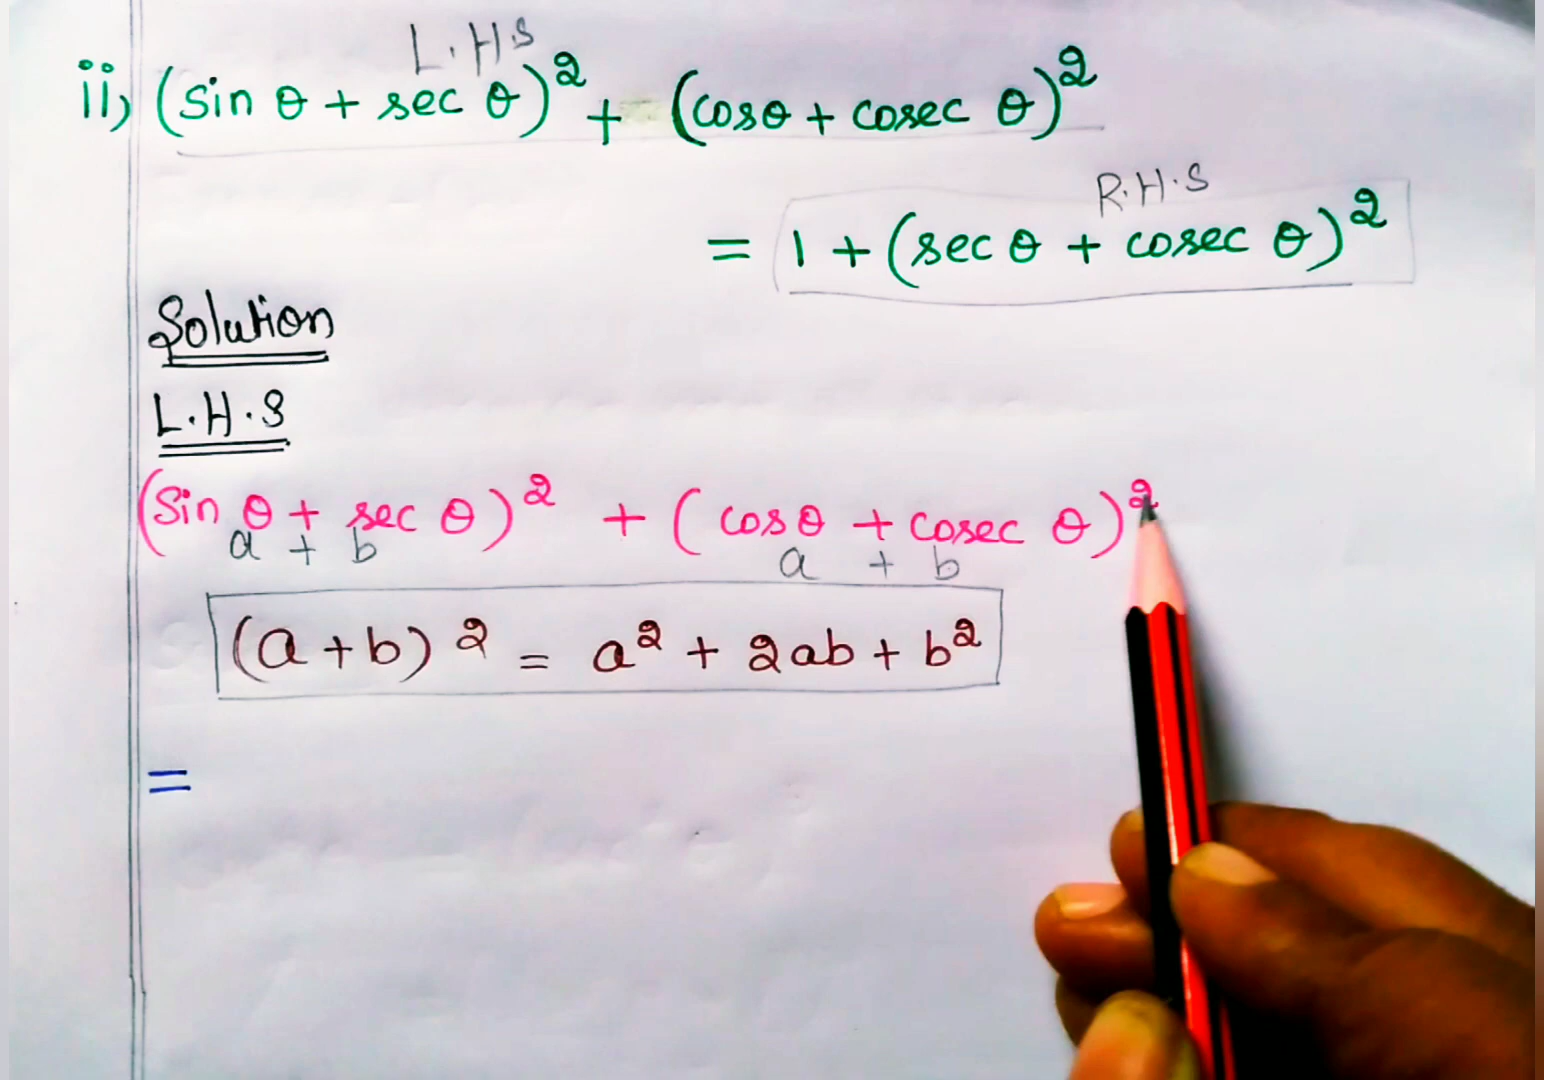 L.H.S
ii) (sin θ + sec θ)² + (cosθ + cosec θ)²
R.H.S
= 1 + (sec θ + cosec θ)²
Solution
L.H.S
(sin θ + sec θ)² + (cosθ + cosec θ)²
a + b a + b
(a+b)² = a² + 2ab + b²
=